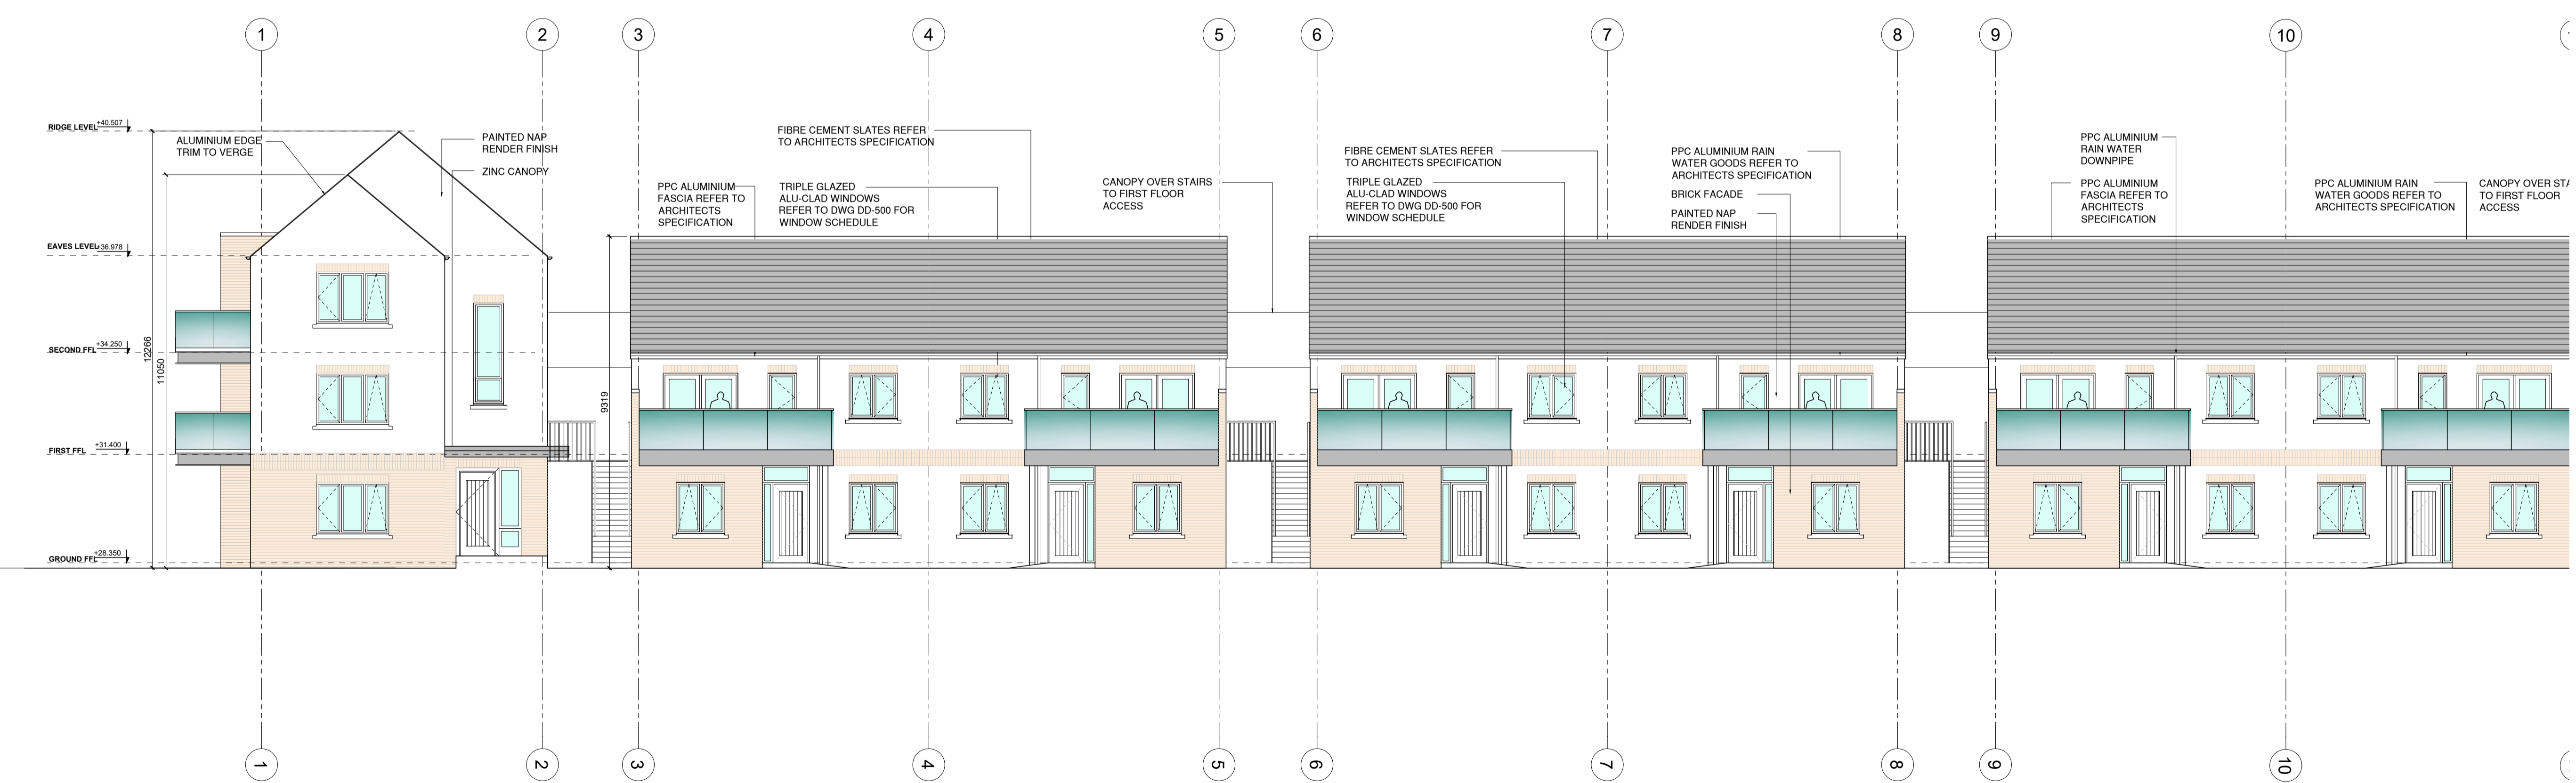 1
2
3
4
5
6
7
8
9
10
RIDGE LEVEL
+40.507
ALUMINIUM EDGE
TRIM TO VERGE
PAINTED NAP
RENDER FINISH
ZINC CANOPY
EAVES LEVEL
+36.978
SECOND FFL
+34.250
FIRST FFL
+31.400
GROUND FFL
+28.350
12266
11050
9319
PPC ALUMINIUM
FASCIA REFER TO
ARCHITECTS
SPECIFICATION
FIBRE CEMENT SLATES REFER
TO ARCHITECTS SPECIFICATION
TRIPLE GLAZED
ALU-CLAD WINDOWS
REFER TO DWG DD-500 FOR
WINDOW SCHEDULE
CANOPY OVER STAIRS
TO FIRST FLOOR
ACCESS
FIBRE CEMENT SLATES REFER
TO ARCHITECTS SPECIFICATION
TRIPLE GLAZED
ALU-CLAD WINDOWS
REFER TO DWG DD-500 FOR
WINDOW SCHEDULE
PPC ALUMINIUM RAIN
WATER GOODS REFER TO
ARCHITECTS SPECIFICATION
BRICK FACADE
PAINTED NAP
RENDER FINISH
PPC ALUMINIUM
RAIN WATER
DOWNPIPE
PPC ALUMINIUM
FASCIA REFER TO
ARCHITECTS
SPECIFICATION
PPC ALUMINIUM RAIN
WATER GOODS REFER TO
ARCHITECTS SPECIFICATION
CANOPY OVER STA
TO FIRST FLOOR
ACCESS
1
2
3
4
5
6
7
8
9
10